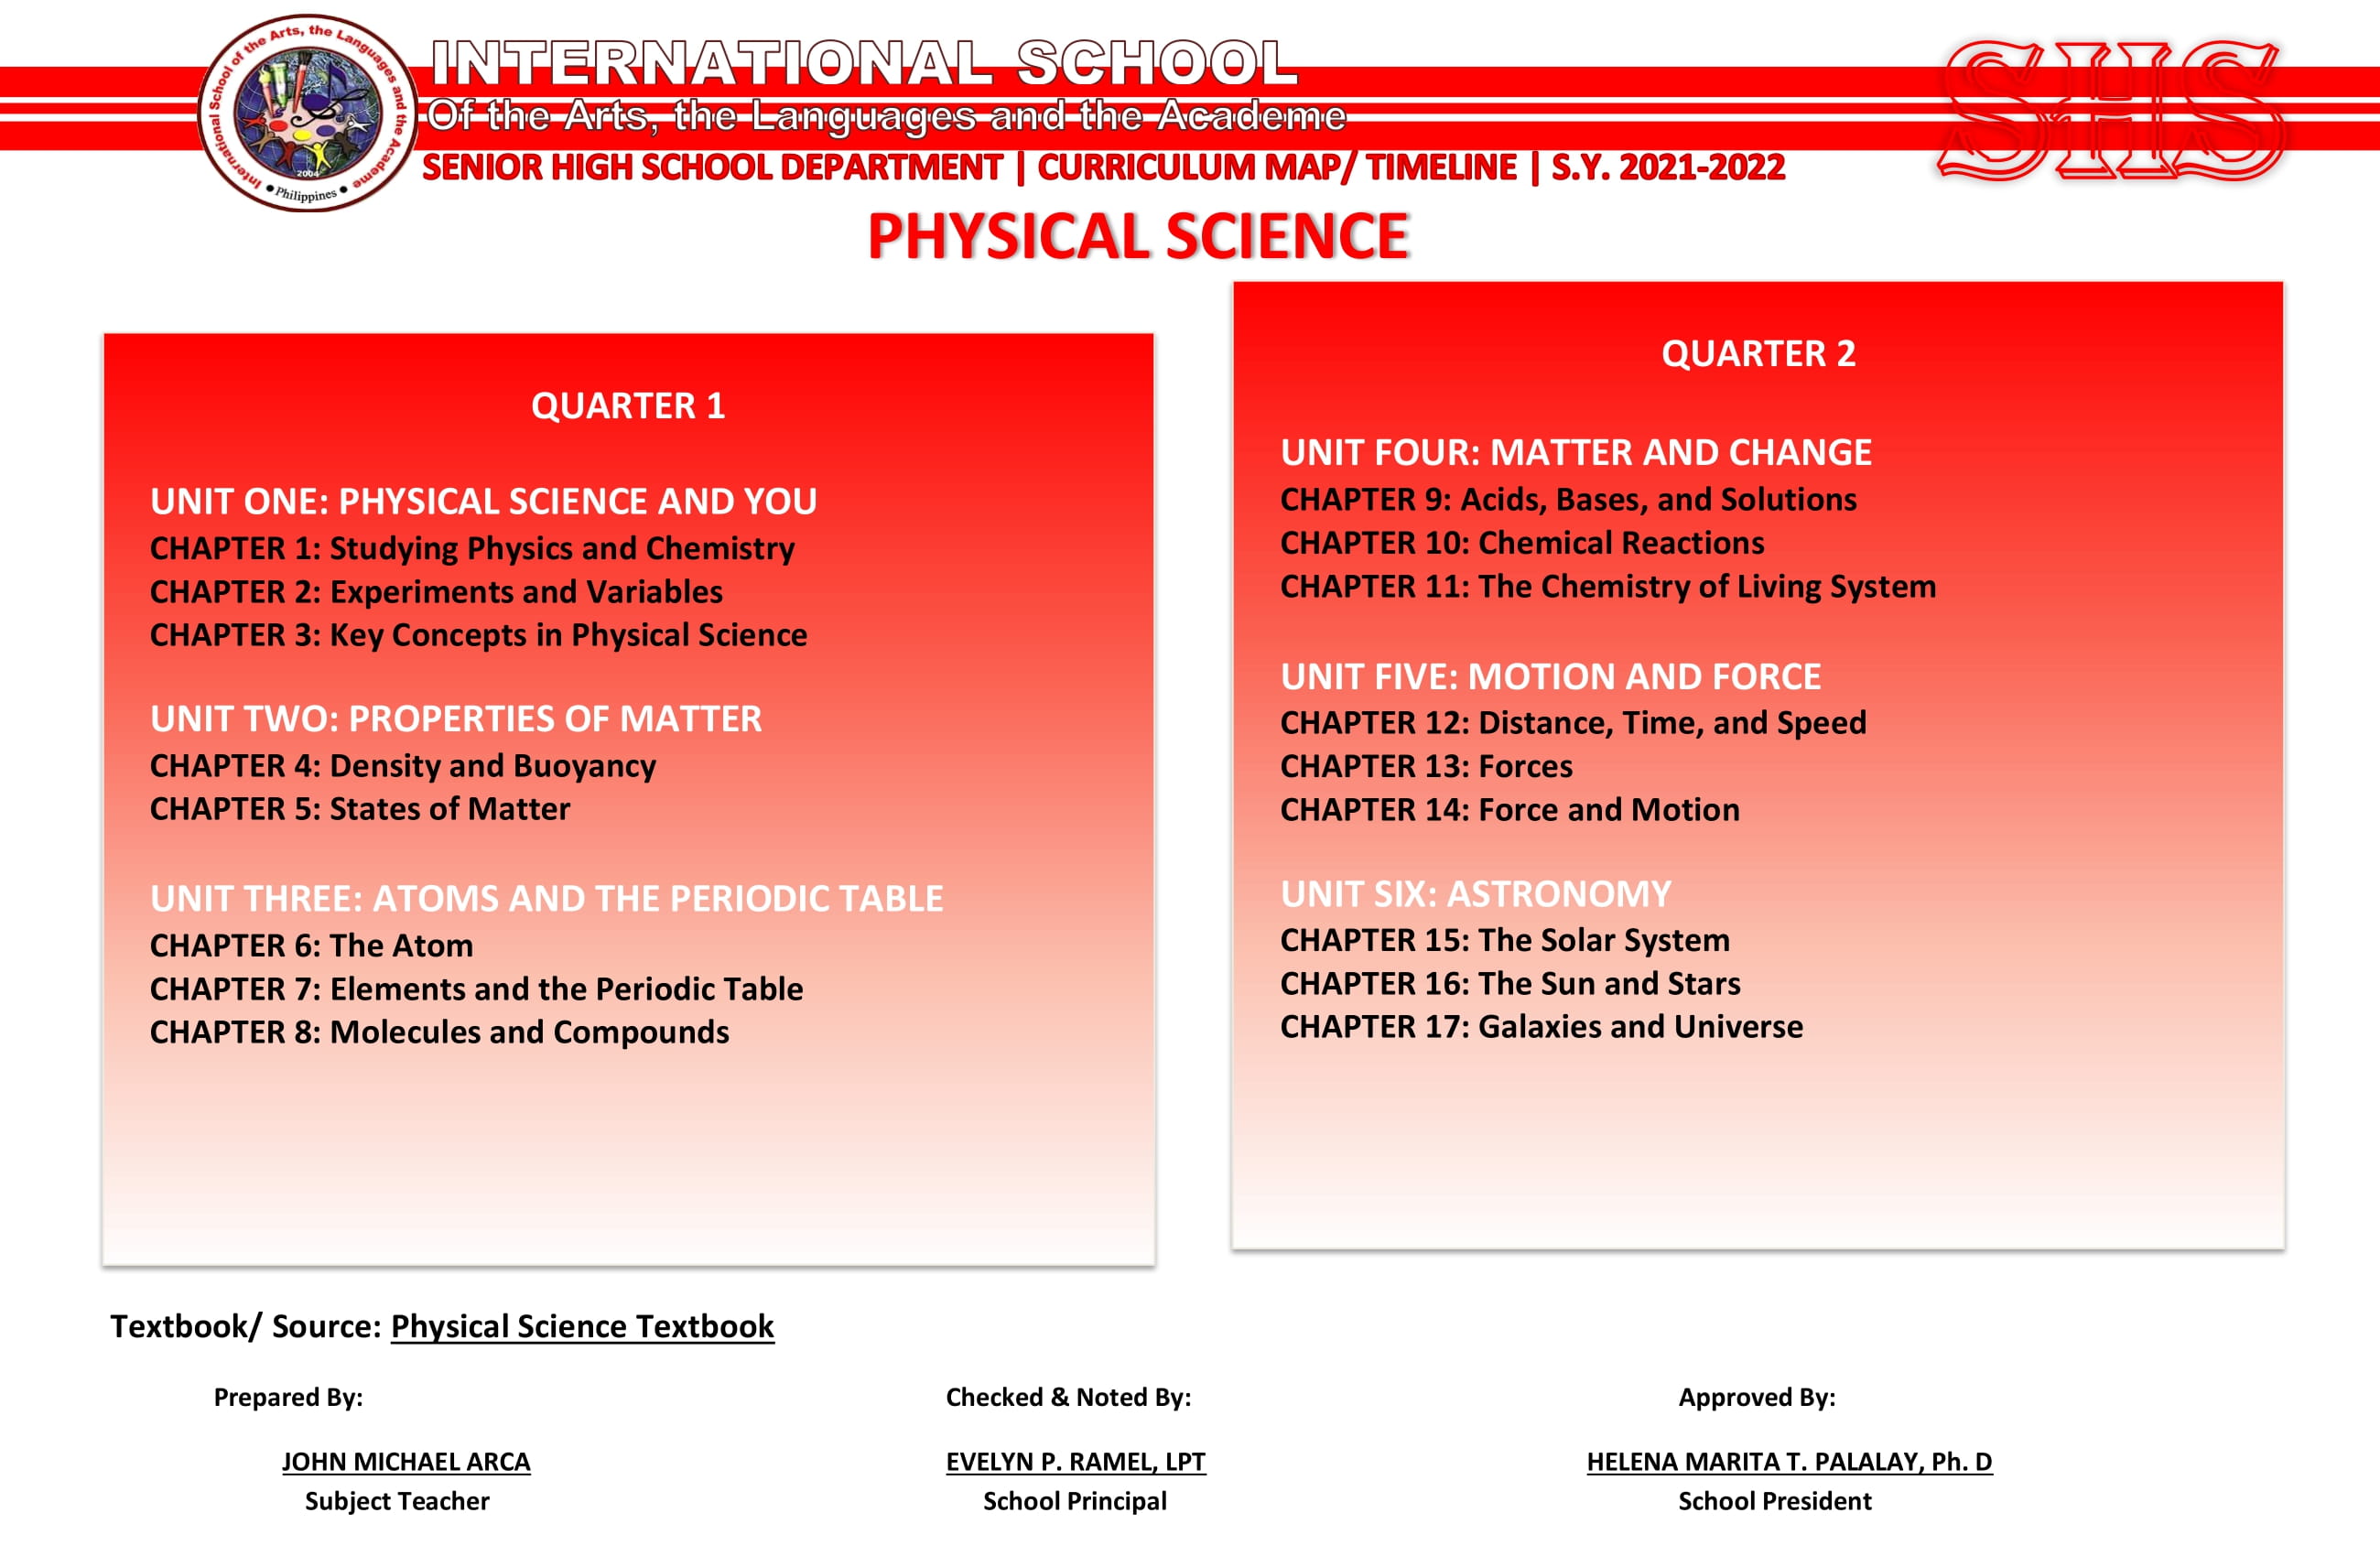 International School of the Arts, the Languages and the Academe
2004
Philippines
INTERNATIONAL SCHOOL
Of the Arts, the Languages and the Academe
SENIOR HIGH SCHOOL DEPARTMENT | CURRICULUM MAP/ TIMELINE | S.Y. 2021-2022
SHS
PHYSICAL SCIENCE
QUARTER 1
UNIT ONE: PHYSICAL SCIENCE AND YOU
CHAPTER 1: Studying Physics and Chemistry
CHAPTER 2: Experiments and Variables
CHAPTER 3: Key Concepts in Physical Science
UNIT TWO: PROPERTIES OF MATTER
CHAPTER 4: Density and Buoyancy
CHAPTER 5: States of Matter
UNIT THREE: ATOMS AND THE PERIODIC TABLE
CHAPTER 6: The Atom
CHAPTER 7: Elements and the Periodic Table
CHAPTER 8: Molecules and Compounds
QUARTER 2
UNIT FOUR: MATTER AND CHANGE
CHAPTER 9: Acids, Bases, and Solutions
CHAPTER 10: Chemical Reactions
CHAPTER 11: The Chemistry of Living System
UNIT FIVE: MOTION AND FORCE
CHAPTER 12: Distance, Time, and Speed
CHAPTER 13: Forces
CHAPTER 14: Force and Motion
UNIT SIX: ASTRONOMY
CHAPTER 15: The Solar System
CHAPTER 16: The Sun and Stars
CHAPTER 17: Galaxies and Universe
Textbook/ Source: Physical Science Textbook
Prepared By:
JOHN MICHAEL ARCA
Subject Teacher
Checked & Noted By:
EVELYN P. RAMEL, LPT
School Principal
Approved By:
HELENA MARITA T. PALALAY, Ph. D
School President